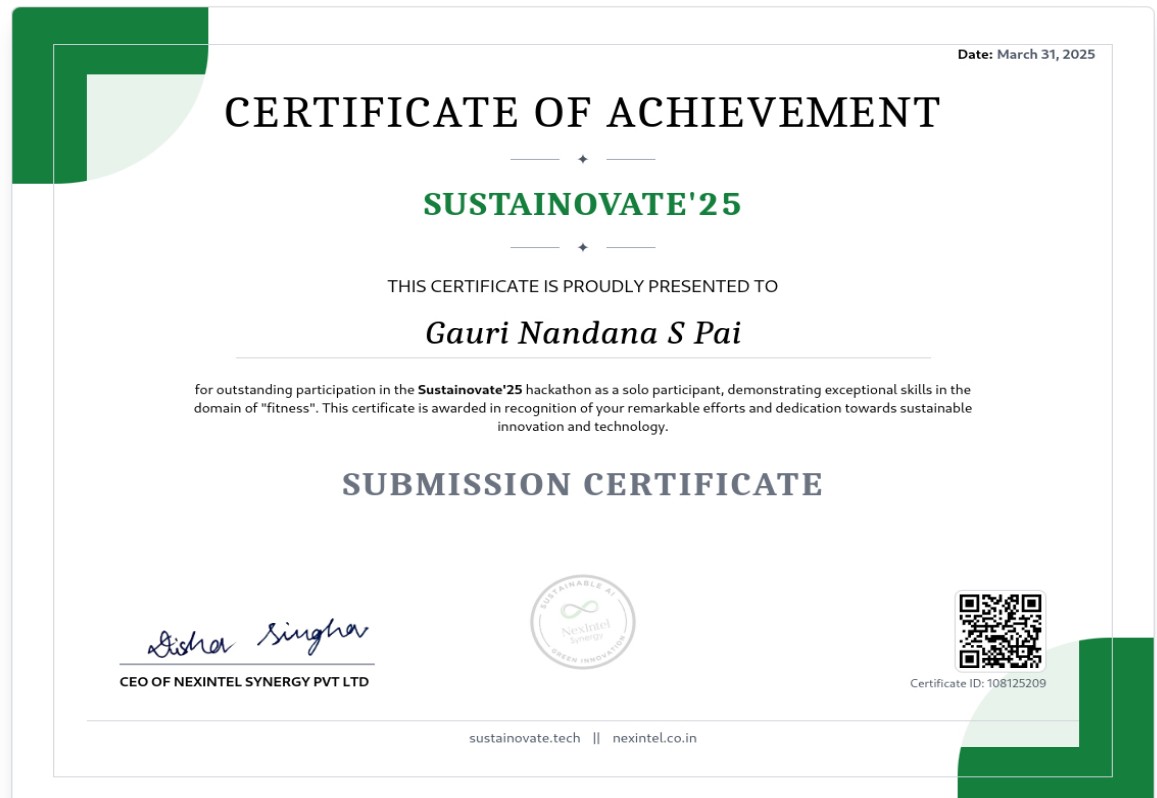 Date: March 31, 2025
CERTIFICATE OF ACHIEVEMENT
SUSTAINOVATE'25
THIS CERTIFICATE IS PROUDLY PRESENTED TO
Gauri Nandana S Pai
for outstanding participation in the Sustainovate'25 hackathon as a solo participant, demonstrating exceptional skills in the
domain of "fitness". This certificate is awarded in recognition of your remarkable efforts and dedication towards sustainable
innovation and technology.
SUBMISSION CERTIFICATE
Disha Singha
CEO OF NEXINTEL SYNERGY PVT LTD
SUSTAINABLE AI
NexIntel
Synergy
GREEN INNOVATION
Certificate ID: 108125209
sustainovate.tech || nexintel.co.in